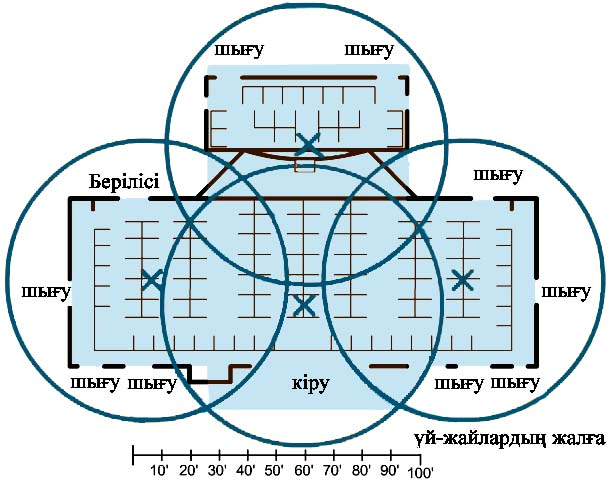 шығу шығу
Берілісі шығу
шығу шығу
шығу шығу кіру шығу шығу
үй-жайлардың жалға
10' 20' 30' 40' 50' 60' 70' 80' 90' 100'